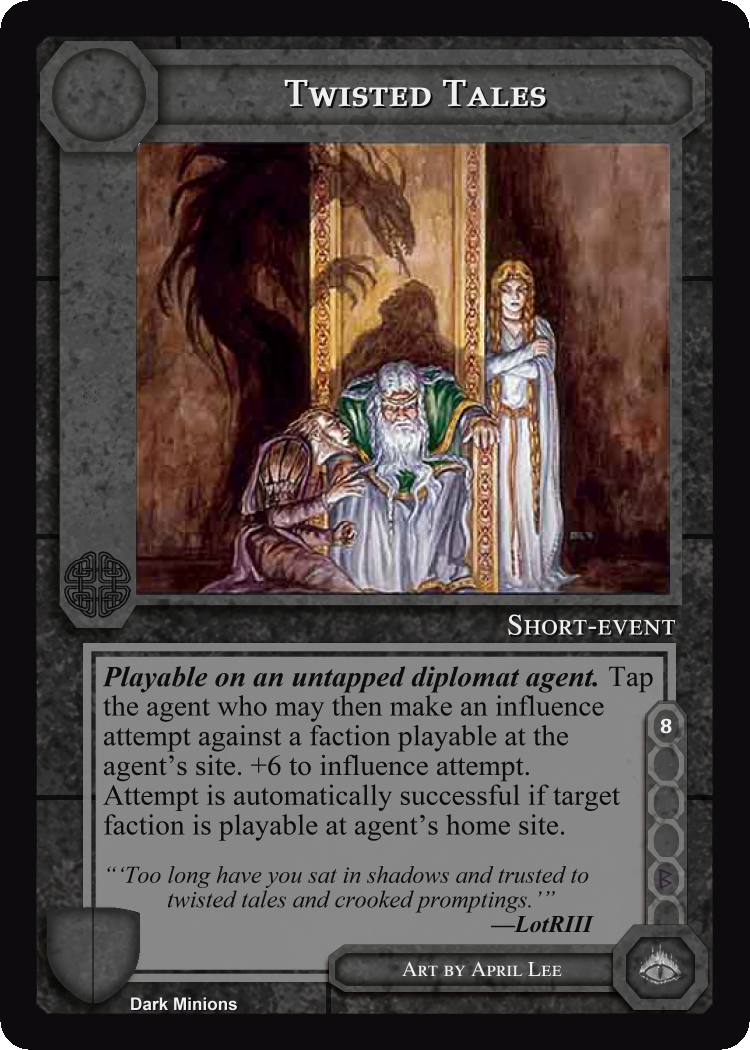 Twisted Tales
Short-event
Playable on an untapped diplomat agent. Tap
the agent who may then make an influence
attempt against a faction playable at the
agent's site. +6 to influence attempt.
Attempt is automatically successful if target
faction is playable at agent's home site.
8
"'Too long have you sat in shadows and trusted to
twisted tales and crooked promptings.'"
—LotRIII
Art by April Lee
Dark Minions